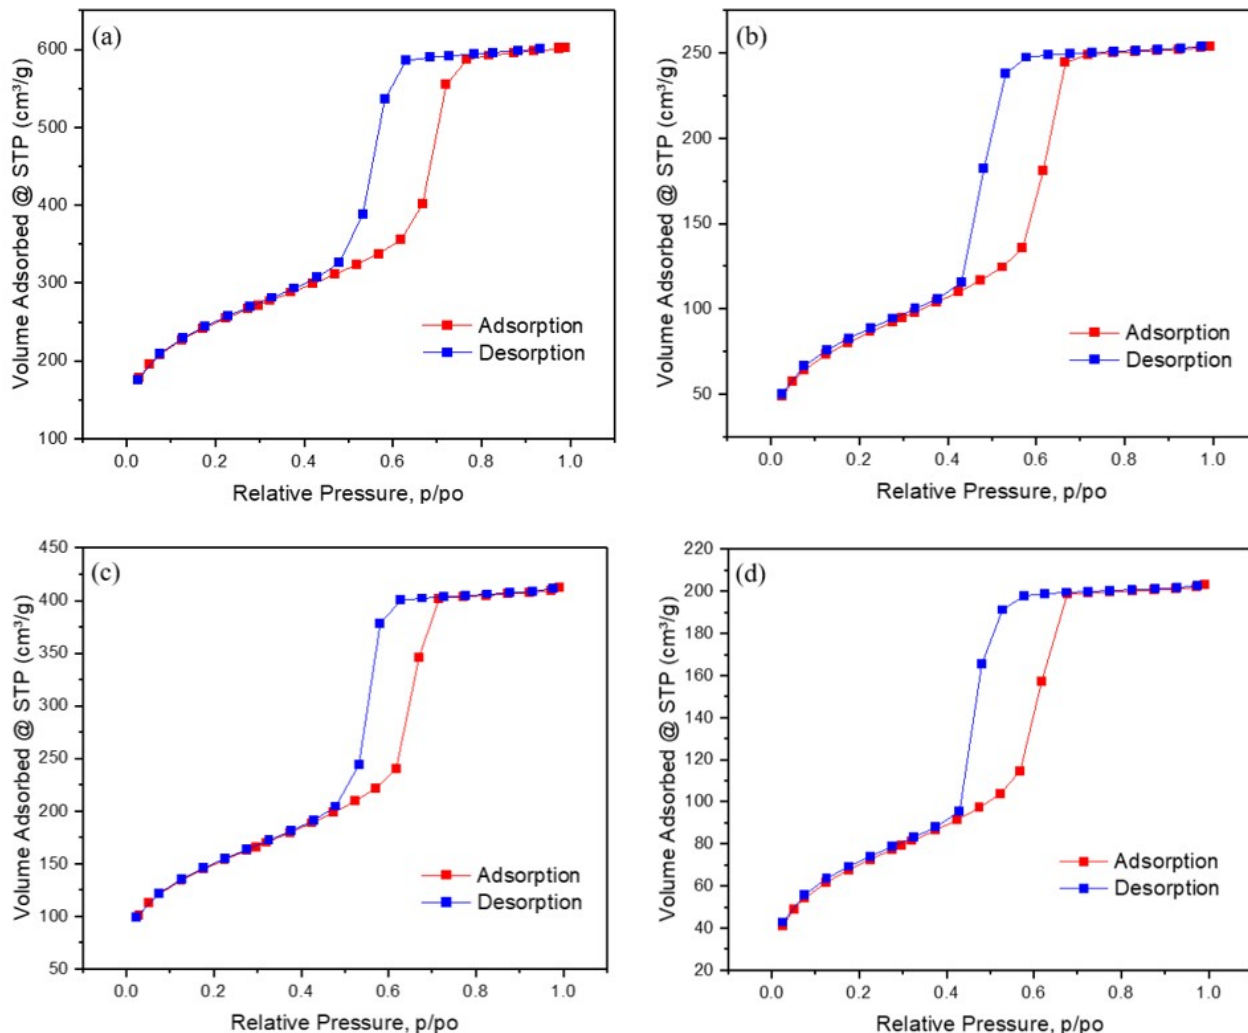 (a)
Volume Adsorbed @ STP (cm³/g)
600
500
400
300
200
100
Adsorption
Desorption
0.0 0.2 0.4 0.6 0.8 1.0
Relative Pressure, p/po
(b)
Volume Adsorbed @ STP (cm³/g)
250
200
150
100
50
Adsorption
Desorption
0.0 0.2 0.4 0.6 0.8 1.0
Relative Pressure, p/po
(c)
Volume Adsorbed @ STP (cm³/g)
450
400
350
300
250
200
150
100
50
Adsorption
Desorption
0.0 0.2 0.4 0.6 0.8 1.0
Relative Pressure, p/po
(d)
Volume Adsorbed @ STP (cm³/g)
220
200
180
160
140
120
100
80
60
40
20
Adsorption
Desorption
0.0 0.2 0.4 0.6 0.8 1.0
Relative Pressure, p/po